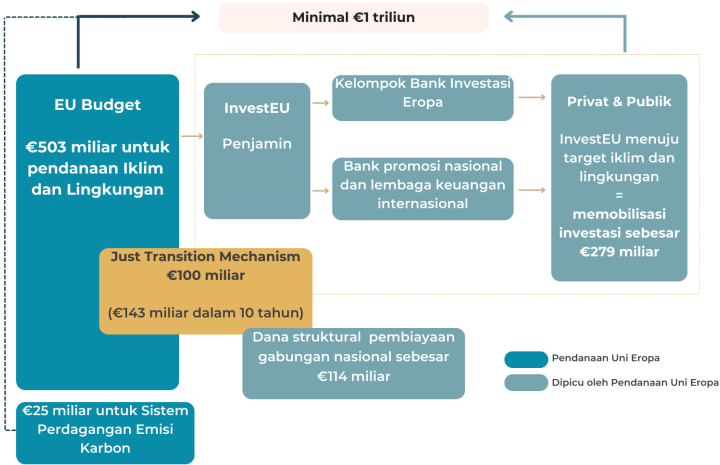 Minimal €1 triliun
EU Budget
€503 miliar untuk
pendanaan Iklim
dan Lingkungan
InvestEU
Penjamin
Kelompok Bank Investasi
Eropa
Bank promosi nasional
dan lembaga keuangan
internasional
Privat & Publik
InvestEU menuju
target iklim dan
lingkungan
=
memobilisasi
investasi sebesar
€279 miliar
Just Transition Mechanism
€100 miliar
(€143 miliar dalam 10 tahun)
Dana struktural pembiayaan
gabungan nasional sebesar
€114 miliar
€25 miliar untuk Sistem
Perdagangan Emisi
Karbon
Pendanaan Uni Eropa
Dipicu oleh Pendanaan Uni Eropa